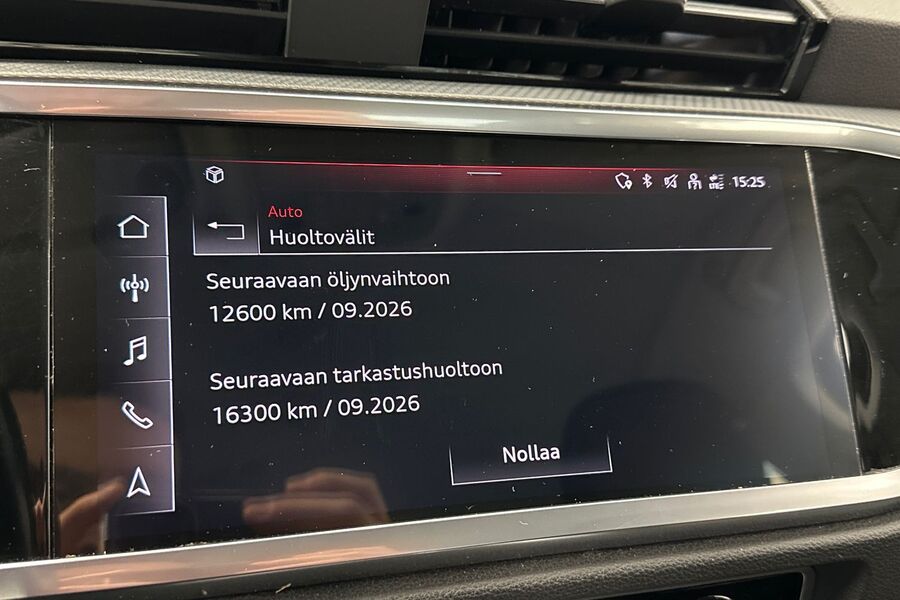 15:25
Auto
Huoltovälit
Seuraavaan öljynvaihtoon
12600 km / 09.2026
Seuraavaan tarkastushuoltoon
16300 km / 09.2026
Nollaa